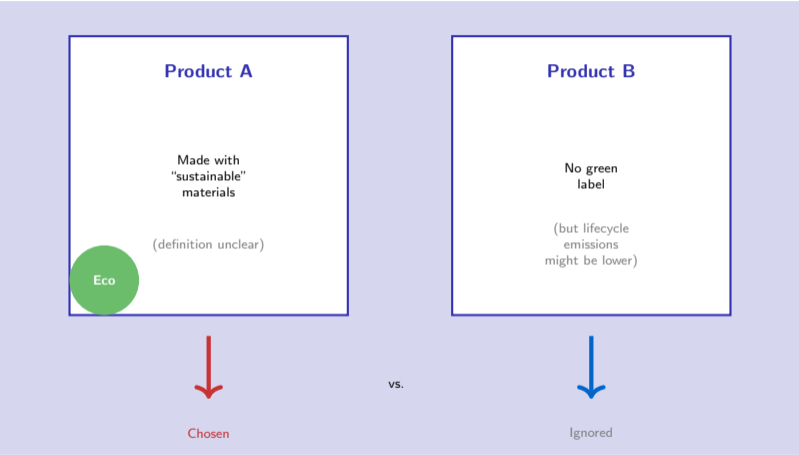 Product A
Made with
“sustainable”
materials
(definition unclear)
Eco
Chosen
vs.
Product B
No green
label
(but lifecycle
emissions
might be lower)
Ignored